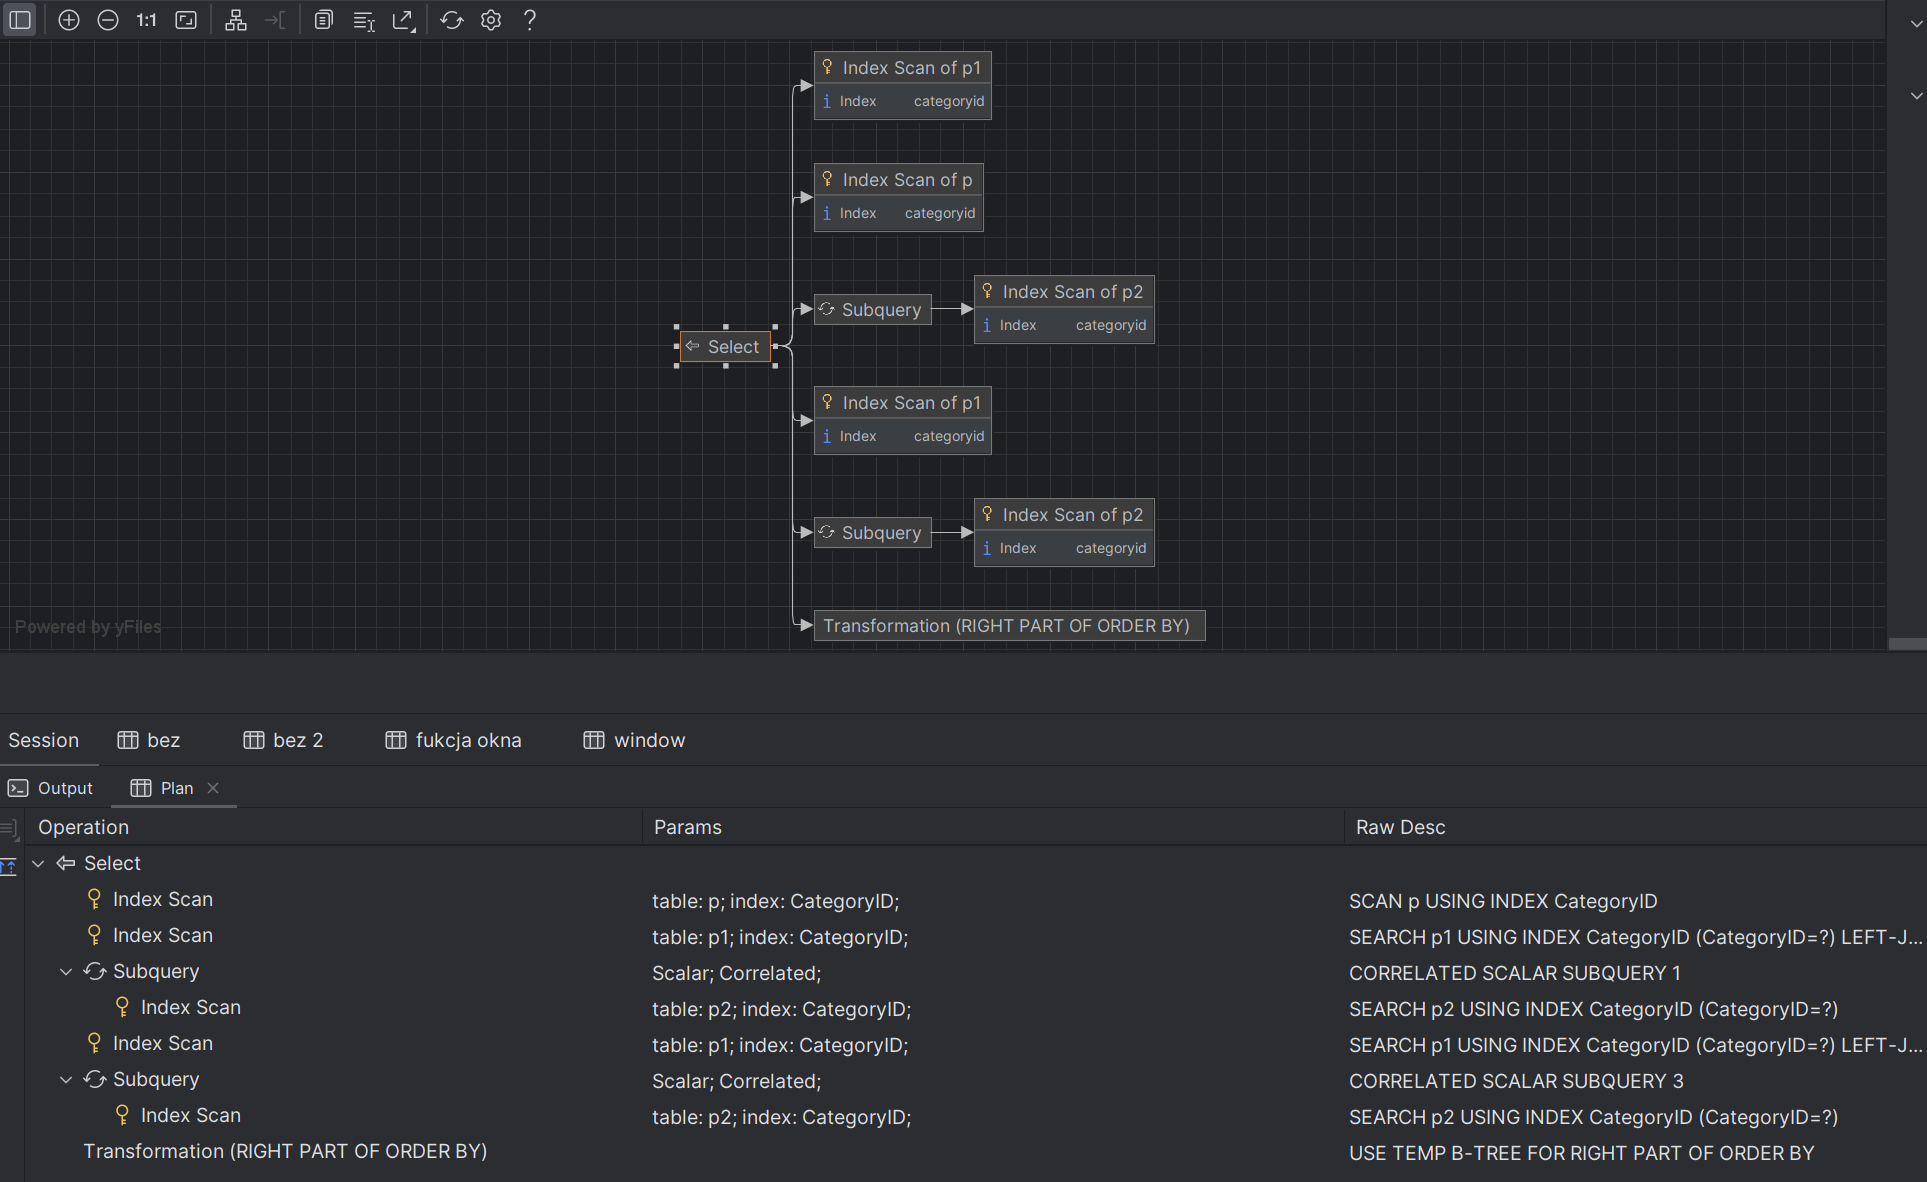 1:1
Index Scan of p1
Index categoryid
Index Scan of p
Index categoryid
Subquery
Index Scan of p2
Index categoryid
Select
Index Scan of p1
Index categoryid
Subquery
Index Scan of p2
Index categoryid
Transformation (RIGHT PART OF ORDER BY)
Powered by yFiles
Session bez bez 2 fukcja okna window
Output Plan
Operation Params Raw Desc
Select
Index Scan table: p; index: CategoryID; SCAN p USING INDEX CategoryID
Index Scan table: p1; index: CategoryID; SEARCH p1 USING INDEX CategoryID (CategoryID=?) LEFT-J...
Subquery Scalar; Correlated; CORRELATED SCALAR SUBQUERY 1
Index Scan table: p2; index: CategoryID; SEARCH p2 USING INDEX CategoryID (CategoryID=?)
Index Scan table: p1; index: CategoryID; SEARCH p1 USING INDEX CategoryID (CategoryID=?) LEFT-J...
Subquery Scalar; Correlated; CORRELATED SCALAR SUBQUERY 3
Index Scan table: p2; index: CategoryID; SEARCH p2 USING INDEX CategoryID (CategoryID=?)
Transformation (RIGHT PART OF ORDER BY) USE TEMP B-TREE FOR RIGHT PART OF ORDER BY